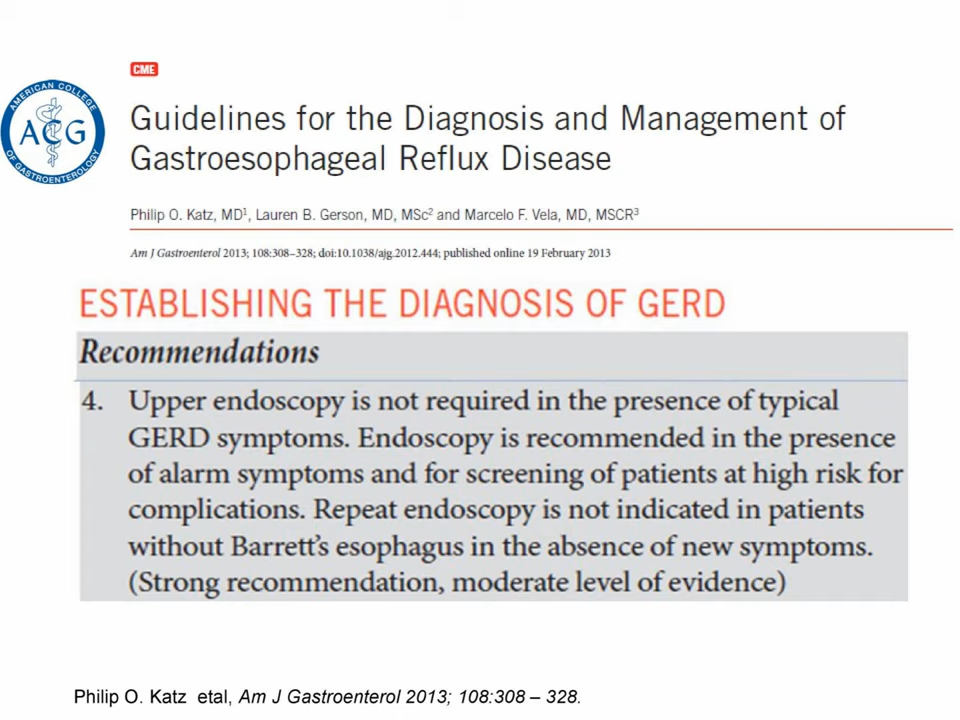 CME
AMERICAN COLLEGE
ACG
OF GASTROENTEROLOGY
Guidelines for the Diagnosis and Management of
Gastroesophageal Reflux Disease
Philip O. Katz, MD1, Lauren B. Gerson, MD, MSc2 and Marcelo F. Vela, MD, MSCR3
Am J Gastroenterol 2013; 108:308–328; doi:10.1038/ajg.2012.444; published online 19 February 2013
ESTABLISHING THE DIAGNOSIS OF GERD
Recommendations
4. Upper endoscopy is not required in the presence of typical
GERD symptoms. Endoscopy is recommended in the presence
of alarm symptoms and for screening of patients at high risk for
complications. Repeat endoscopy is not indicated in patients
without Barrett’s esophagus in the absence of new symptoms.
(Strong recommendation, moderate level of evidence)
Philip O. Katz etal, Am J Gastroenterol 2013; 108:308 – 328.